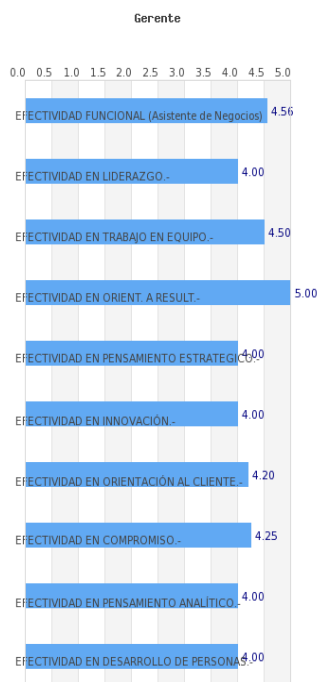 Gerente
0.0 0.5 1.0 1.5 2.0 2.5 3.0 3.5 4.0 4.5 5.0
EFECTIVIDAD FUNCIONAL (Asistente de Negocios) 4.56
EFECTIVIDAD EN LIDERAZGO.- 4.00
EFECTIVIDAD EN TRABAJO EN EQUIPO.- 4.50
EFECTIVIDAD EN ORIENT. A RESULT.- 5.00
EFECTIVIDAD EN PENSAMIENTO ESTRATEGICO.- 4.00
EFECTIVIDAD EN INNOVACIÓN.- 4.00
EFECTIVIDAD EN ORIENTACIÓN AL CLIENTE.- 4.20
EFECTIVIDAD EN COMPROMISO.- 4.25
EFECTIVIDAD EN PENSAMIENTO ANALÍTICO.- 4.00
EFECTIVIDAD EN DESARROLLO DE PERSONAS.- 4.00